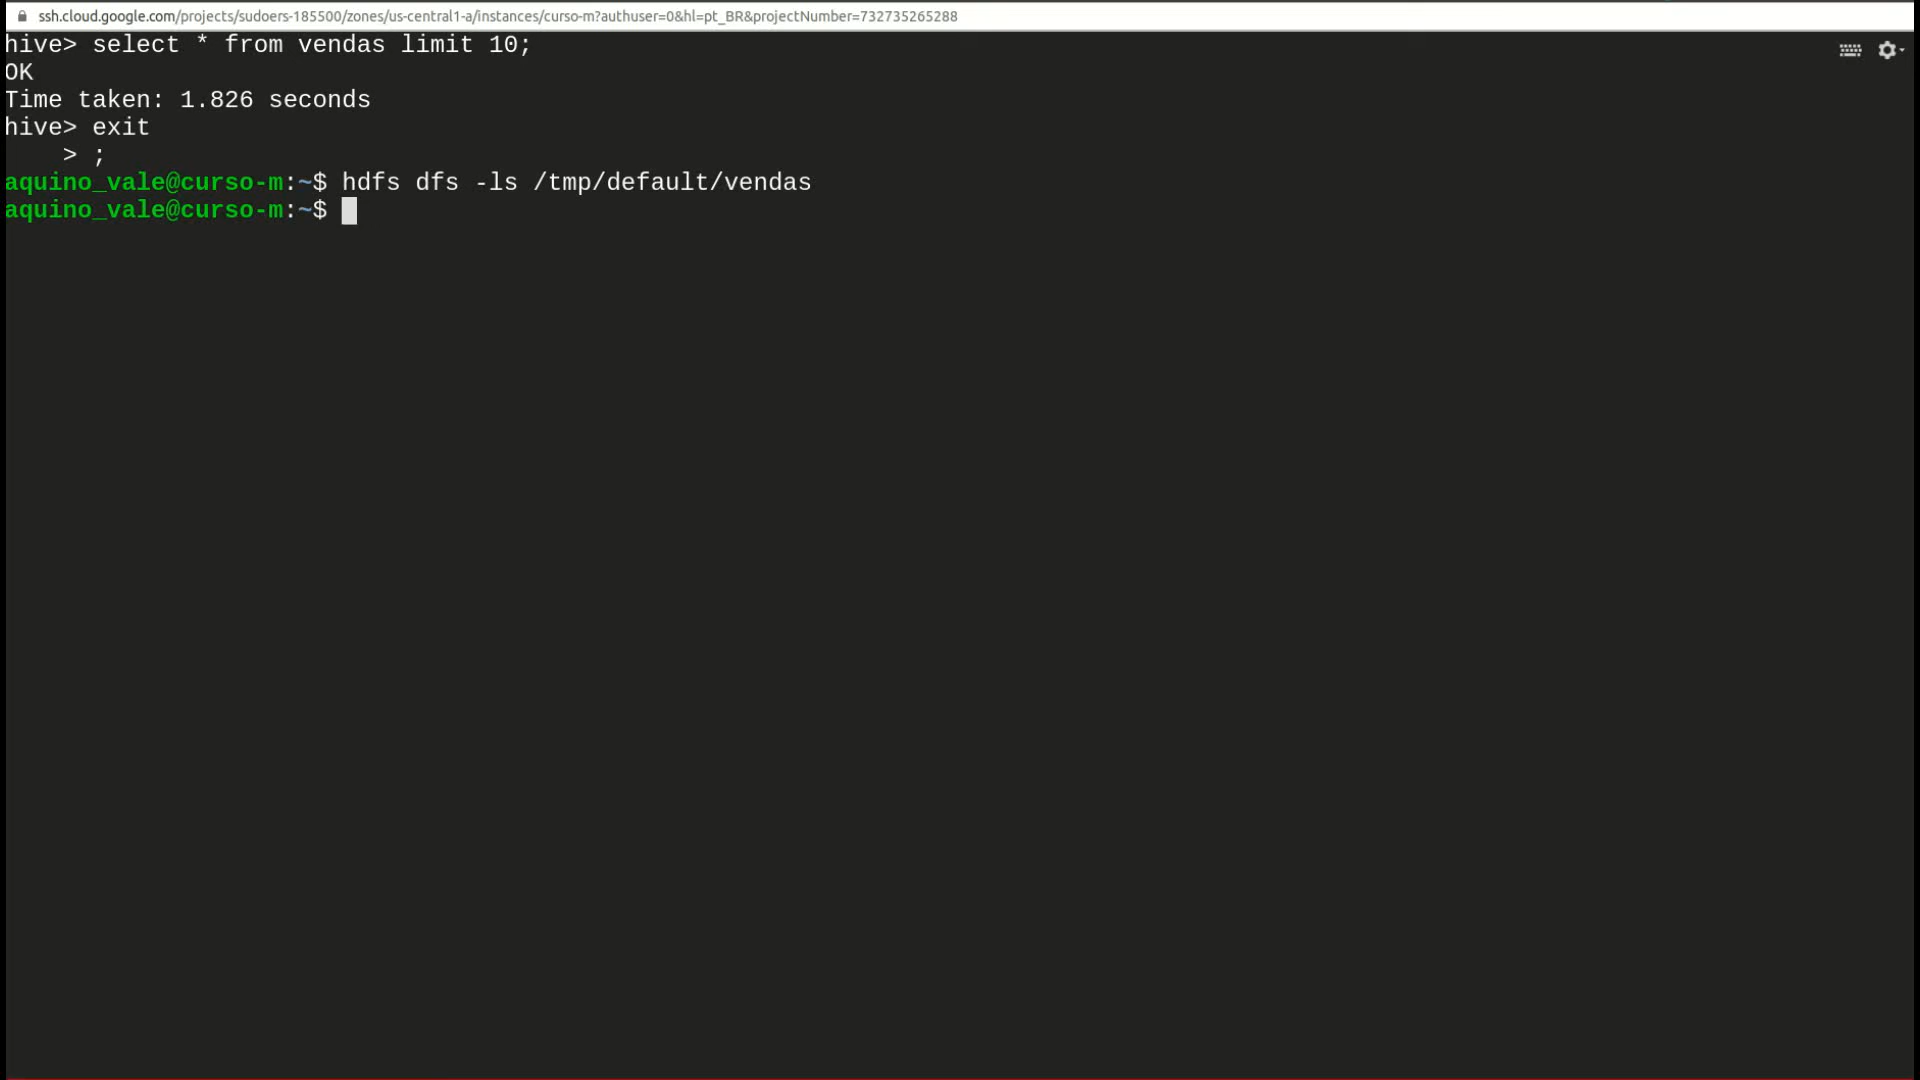 ssh.cloud.google.com/projects/sudoers-185500/zones/us-central1-a/instances/curso-m?authuser=0&hl=pt_BR&projectNumber=732735265288
hive> select * from vendas limit 10;
OK
Time taken: 1.826 seconds
hive> exit
    > ;
aquino_vale@curso-m:~$ hdfs dfs -ls /tmp/default/vendas
aquino_vale@curso-m:~$